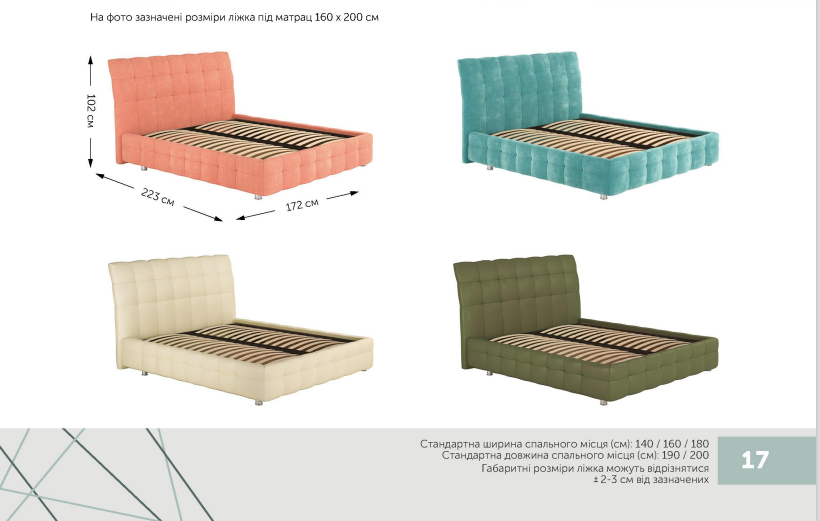 На фото зазначені розміри ліжка під матрац 160 x 200 см
102 см
223 см
172 см
Стандартна ширина спального місця (см): 140 / 160 / 180
Стандартна довжина спального місця (см): 190 / 200
Габаритні розміри ліжка можуть відрізнятися
± 2-3 см від зазначених
17